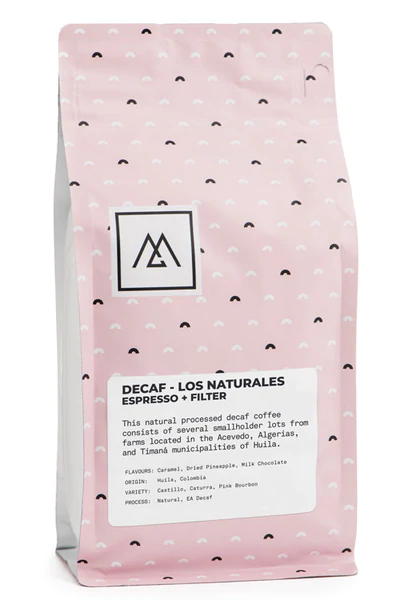 DECAF - LOS NATURALES
ESPRESSO + FILTER
This natural processed decaf coffee
consists of several smallholder lots from
farms located in the Acevedo, Algerias,
and Timaná municipalities of Huila.
FLAVOURS: Caramel, Dried Pineapple, Milk Chocolate
ORIGIN: Huila, Colombia
VARIETY: Castillo, Caturra, Pink Bourbon
PROCESS: Natural, EA Decaf